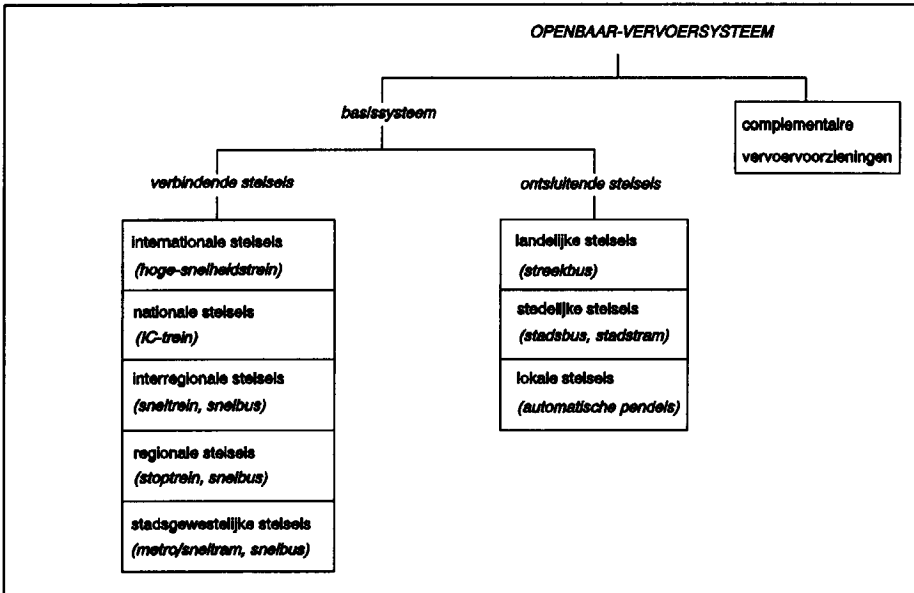 OPENBAAR-VERVOERSYSTEEM
basissysteem
complementaire
vervoervoorzieningen
verbindende stelsels
ontsluitende stelsels
internationale stelsels
(hoge-snelheidstrein)
nationale stelsels
(IC-trein)
interregionale stelsels
(sneltrein, snelbus)
regionale stelsels
(stoptrein, snelbus)
stadsgewestelijke stelsels
(metro/sneltram, snelbus)
landelijke stelsels
(streekbus)
stedelijke stelsels
(stadsbus, stadstram)
lokale stelsels
(automatische pendels)